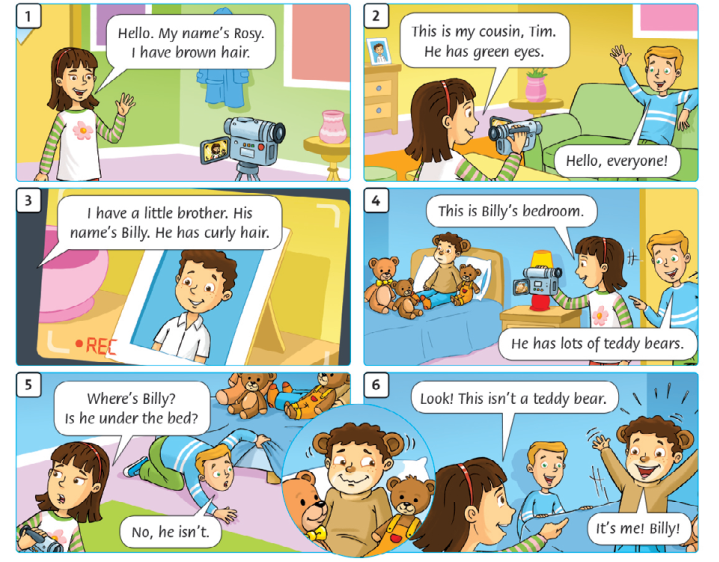 1
Hello. My name's Rosy.
I have brown hair.
2
This is my cousin, Tim.
He has green eyes.
Hello, everyone!
3
I have a little brother. His
name's Billy. He has curly hair.
REC
4
This is Billy's bedroom.
He has lots of teddy bears.
5
Where's Billy?
Is he under the bed?
No, he isn't.
6
Look! This isn't a teddy bear.
It's me! Billy!